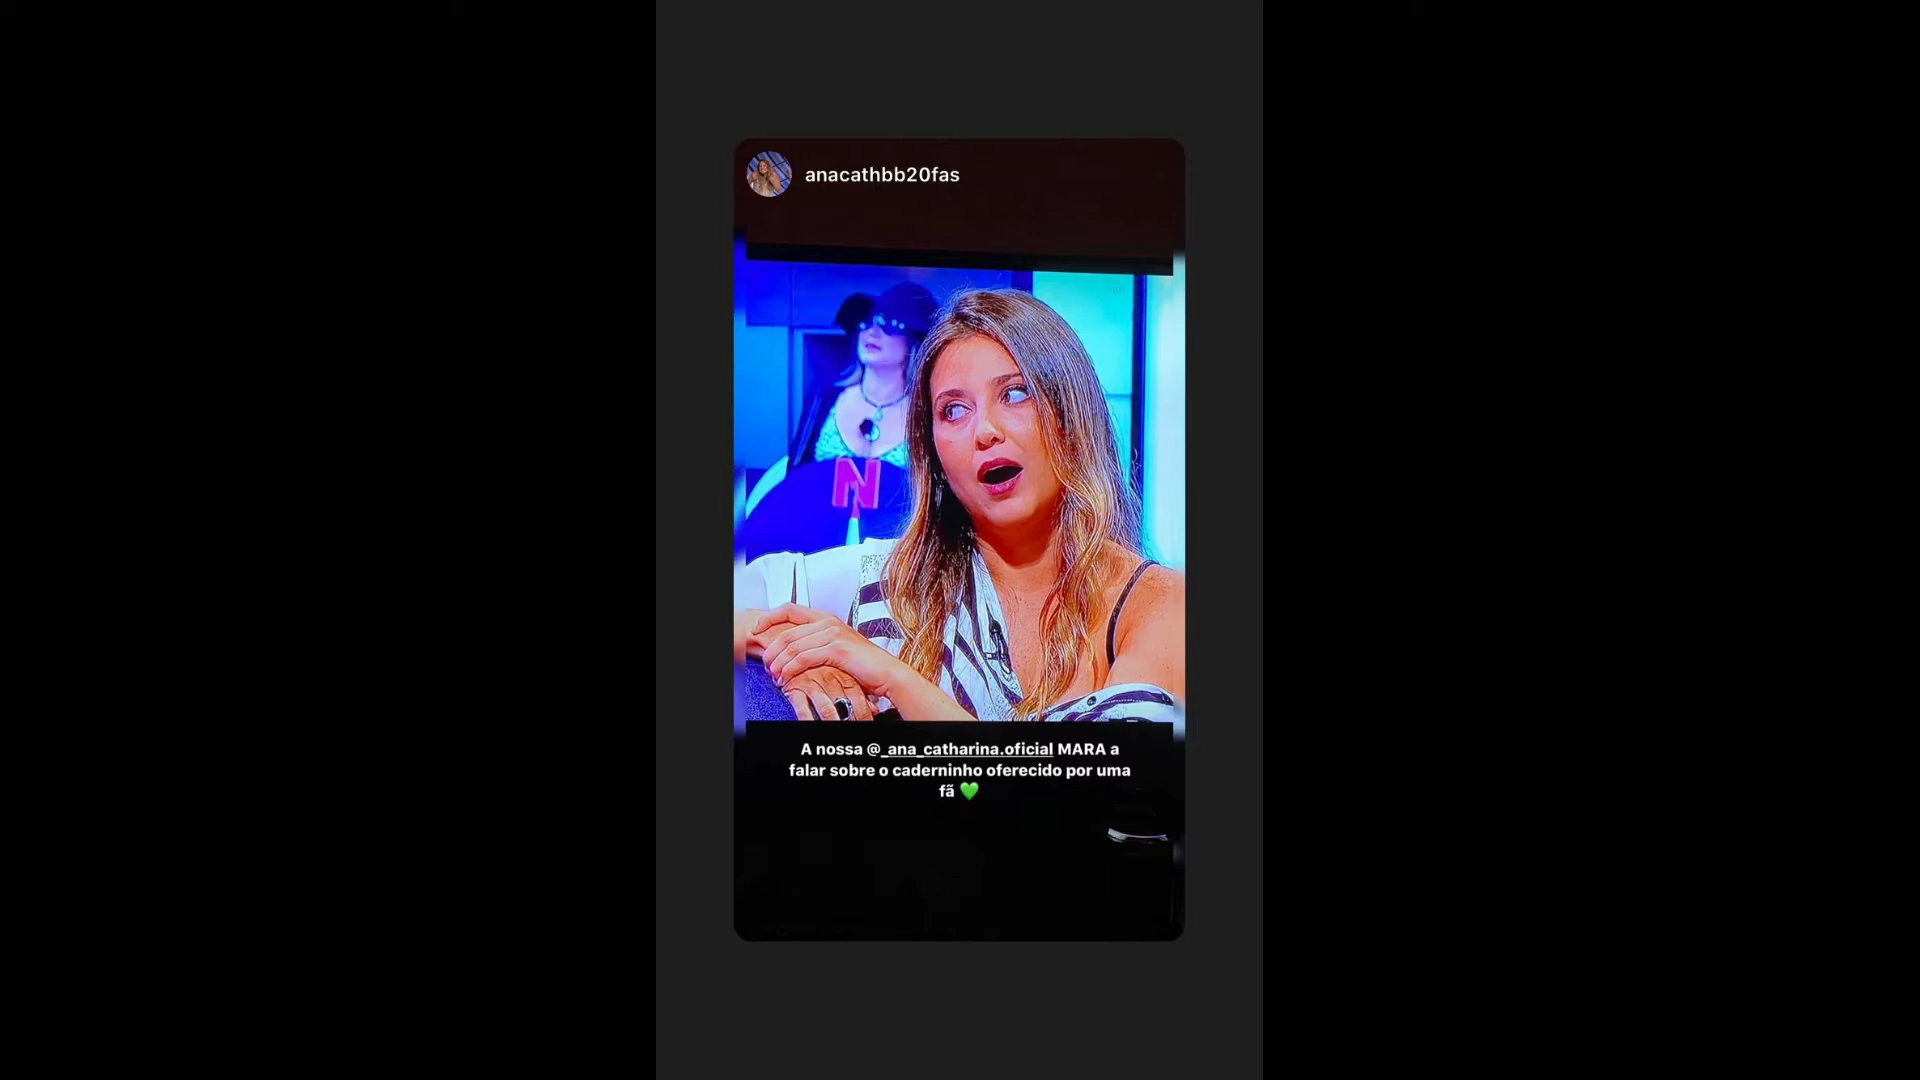 anacathbb20fas
N
A nossa @_ana_catharina.oficial MARA a
falar sobre o caderninho oferecido por uma
fã 💚